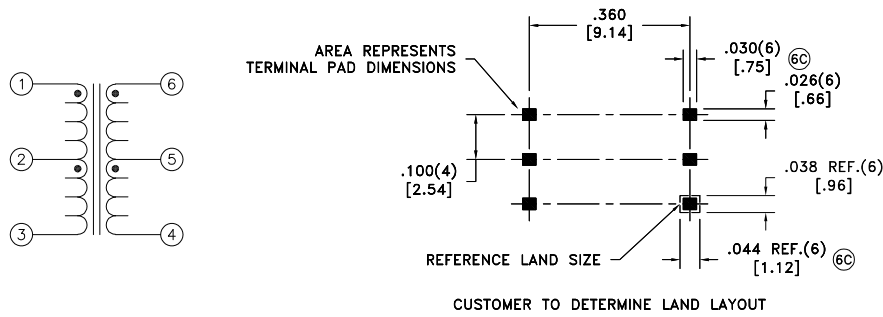 .360
[9.14]
AREA REPRESENTS
TERMINAL PAD DIMENSIONS
.030(6) 6C
[.75]
.026(6)
[.66]
1
6
2
5
3
4
.100(4)
[2.54]
.038 REF.(6)
[.96]
REFERENCE LAND SIZE
.044 REF.(6) 6C
[1.12]
CUSTOMER TO DETERMINE LAND LAYOUT